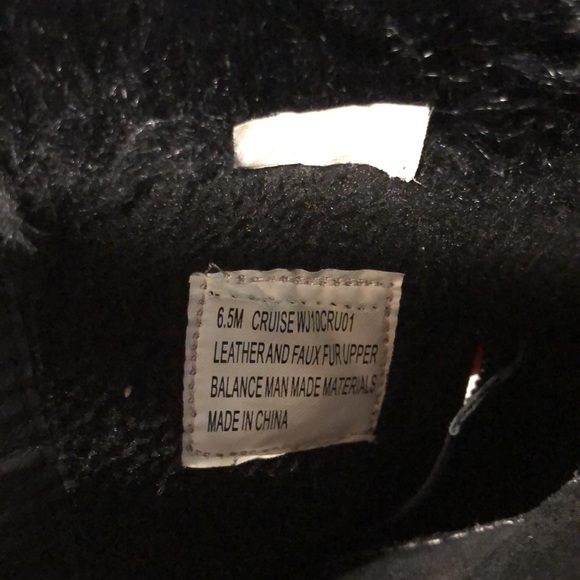 6.5M CRUISE WJ10CRU01
LEATHER AND FAUX FUR UPPER
BALANCE MAN MADE MATERIALS
MADE IN CHINA